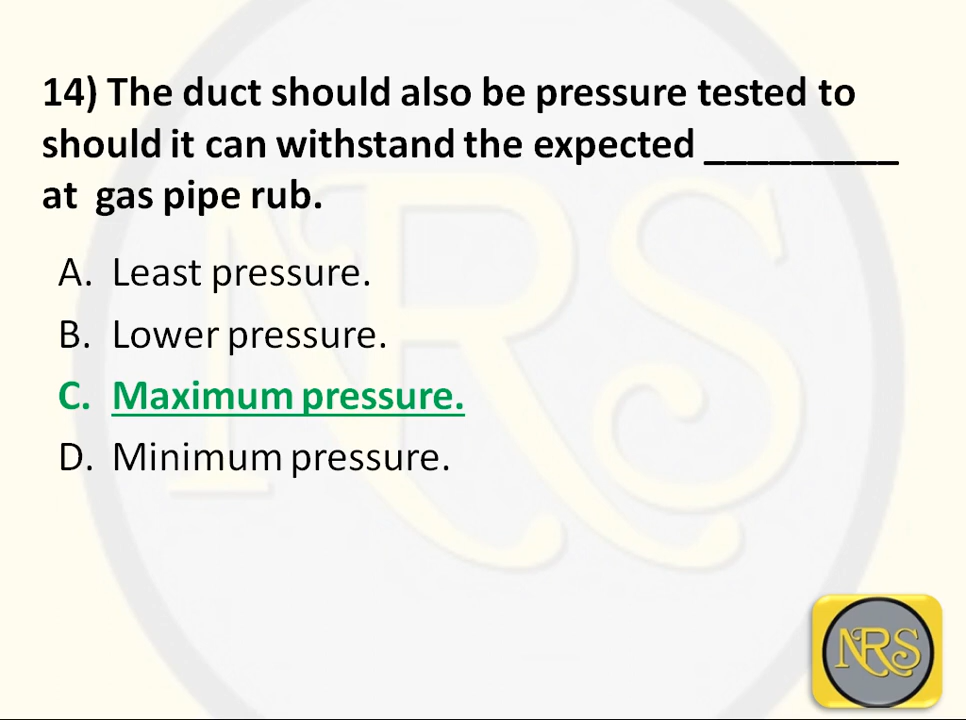 14) The duct should also be pressure tested to
should it can withstand the expected _________
at gas pipe rub.
A. Least pressure.
B. Lower pressure.
C. Maximum pressure.
D. Minimum pressure.
NRS
NRS